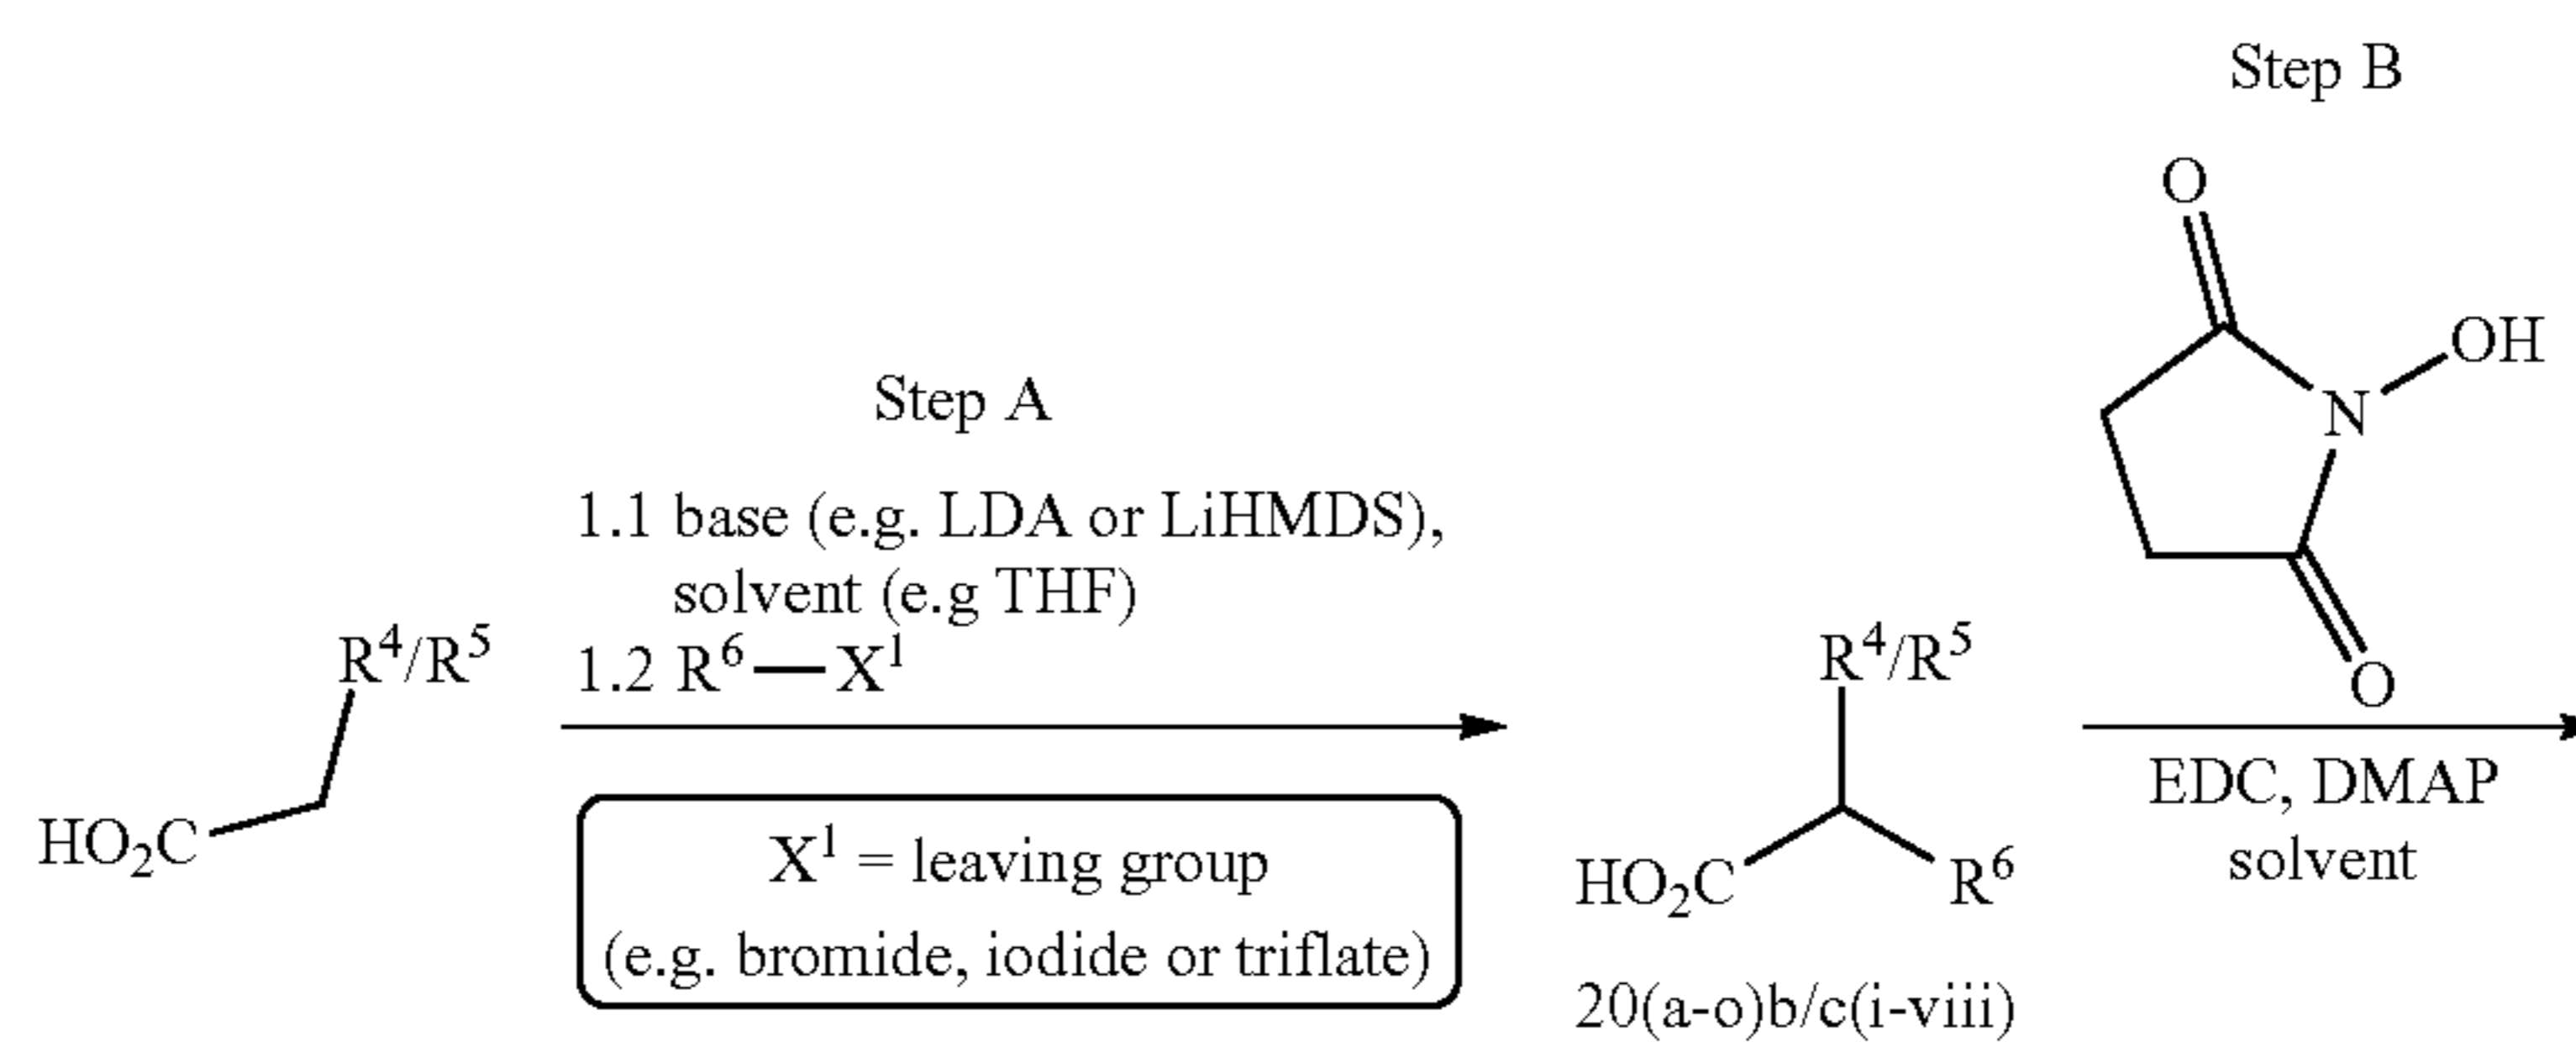 Step B
O
OH
N
O
Step A
1.1 base (e.g. LDA or LiHMDS),
solvent (e.g THF)
1.2 R⁶—X¹
R⁴/R⁵
HO₂C
X¹ = leaving group
(e.g. bromide, iodide or triflate)
R⁴/R⁵
HO₂C
R⁶
20(a-o)b/c(i-viii)
EDC, DMAP
solvent